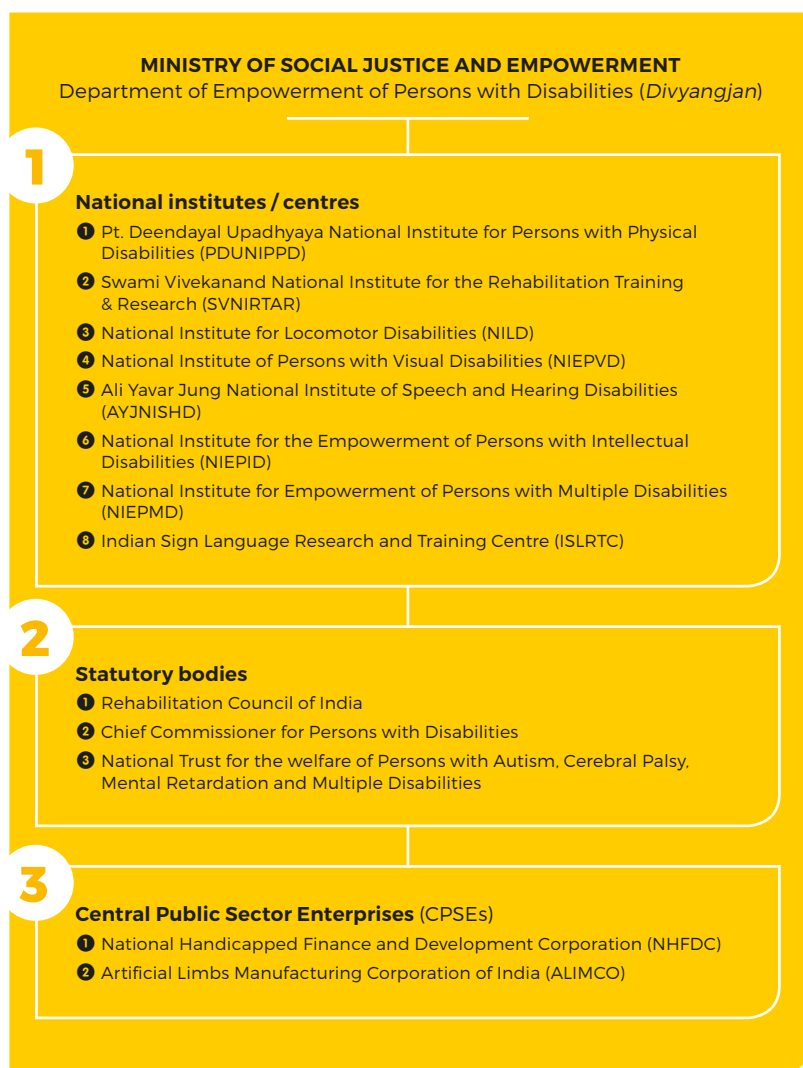 MINISTRY OF SOCIAL JUSTICE AND EMPOWERMENT
Department of Empowerment of Persons with Disabilities (Divyangjan)
1
National institutes / centres
1 Pt. Deendayal Upadhyaya National Institute for Persons with Physical
Disabilities (PDUNIPPD)
2 Swami Vivekanand National Institute for the Rehabilitation Training
& Research (SVNIRTAR)
3 National Institute for Locomotor Disabilities (NILD)
4 National Institute of Persons with Visual Disabilities (NIEPVD)
5 Ali Yavar Jung National Institute of Speech and Hearing Disabilities
(AYJNISHD)
6 National Institute for the Empowerment of Persons with Intellectual
Disabilities (NIEPID)
7 National Institute for Empowerment of Persons with Multiple Disabilities
(NIEPMD)
8 Indian Sign Language Research and Training Centre (ISLRTC)
2
Statutory bodies
1 Rehabilitation Council of India
2 Chief Commissioner for Persons with Disabilities
3 National Trust for the welfare of Persons with Autism, Cerebral Palsy,
Mental Retardation and Multiple Disabilities
3
Central Public Sector Enterprises (CPSEs)
1 National Handicapped Finance and Development Corporation (NHFDC)
2 Artificial Limbs Manufacturing Corporation of India (ALIMCO)